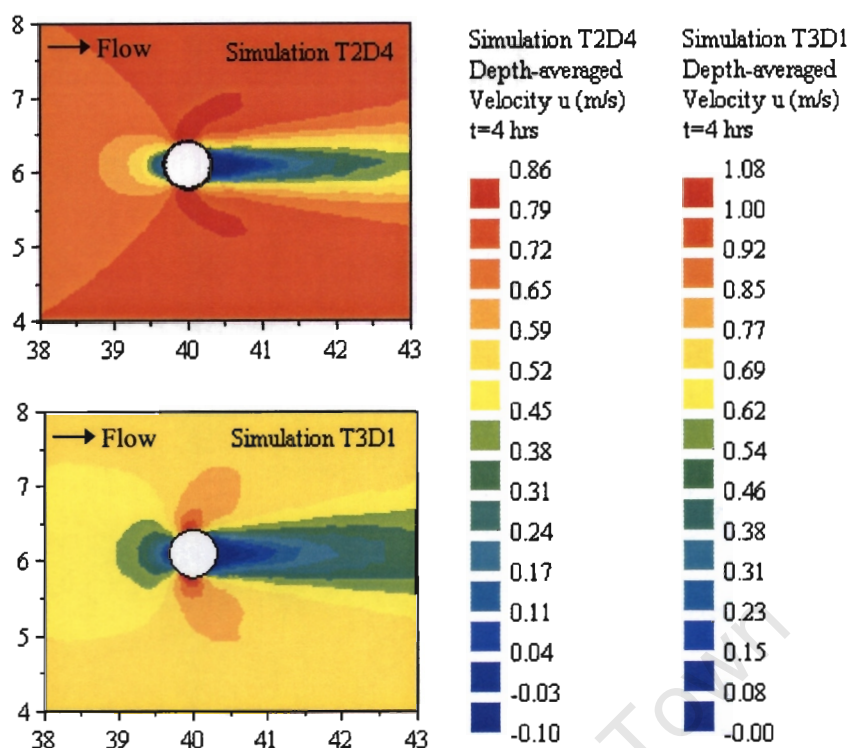 8
7
6
5
4
38 39 40 41 42 43
Flow
Simulation T2D4
8
7
6
5
4
38 39 40 41 42 43
Flow
Simulation T3D1
Simulation T2D4
Depth-averaged
Velocity u (m/s)
t=4 hrs
0.86
0.79
0.72
0.65
0.59
0.52
0.45
0.38
0.31
0.24
0.17
0.11
0.04
-0.03
-0.10
Simulation T3D1
Depth-averaged
Velocity u (m/s)
t=4 hrs
1.08
1.00
0.92
0.85
0.77
0.69
0.62
0.54
0.46
0.38
0.31
0.23
0.15
0.08
-0.00
Town